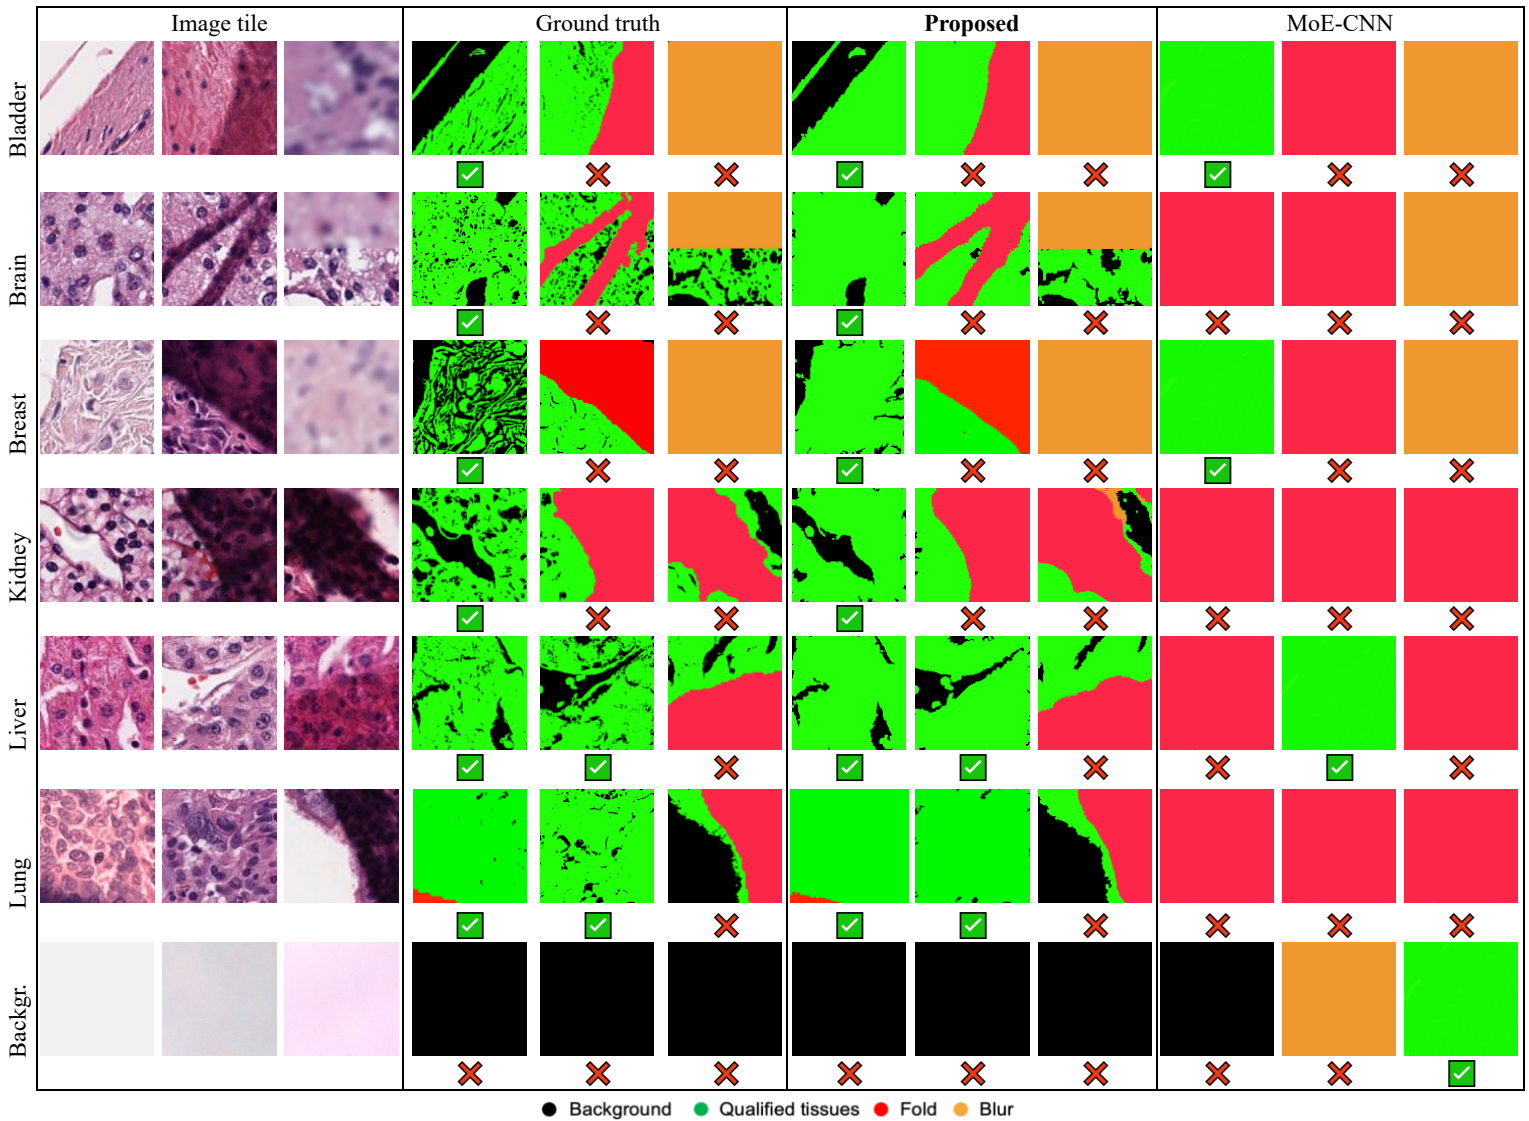 Image tile Ground truth Proposed MoE-CNN
Bladder
Brain
Breast
Kidney
Liver
Lung
Backgr.
Background Qualified tissues Fold Blur